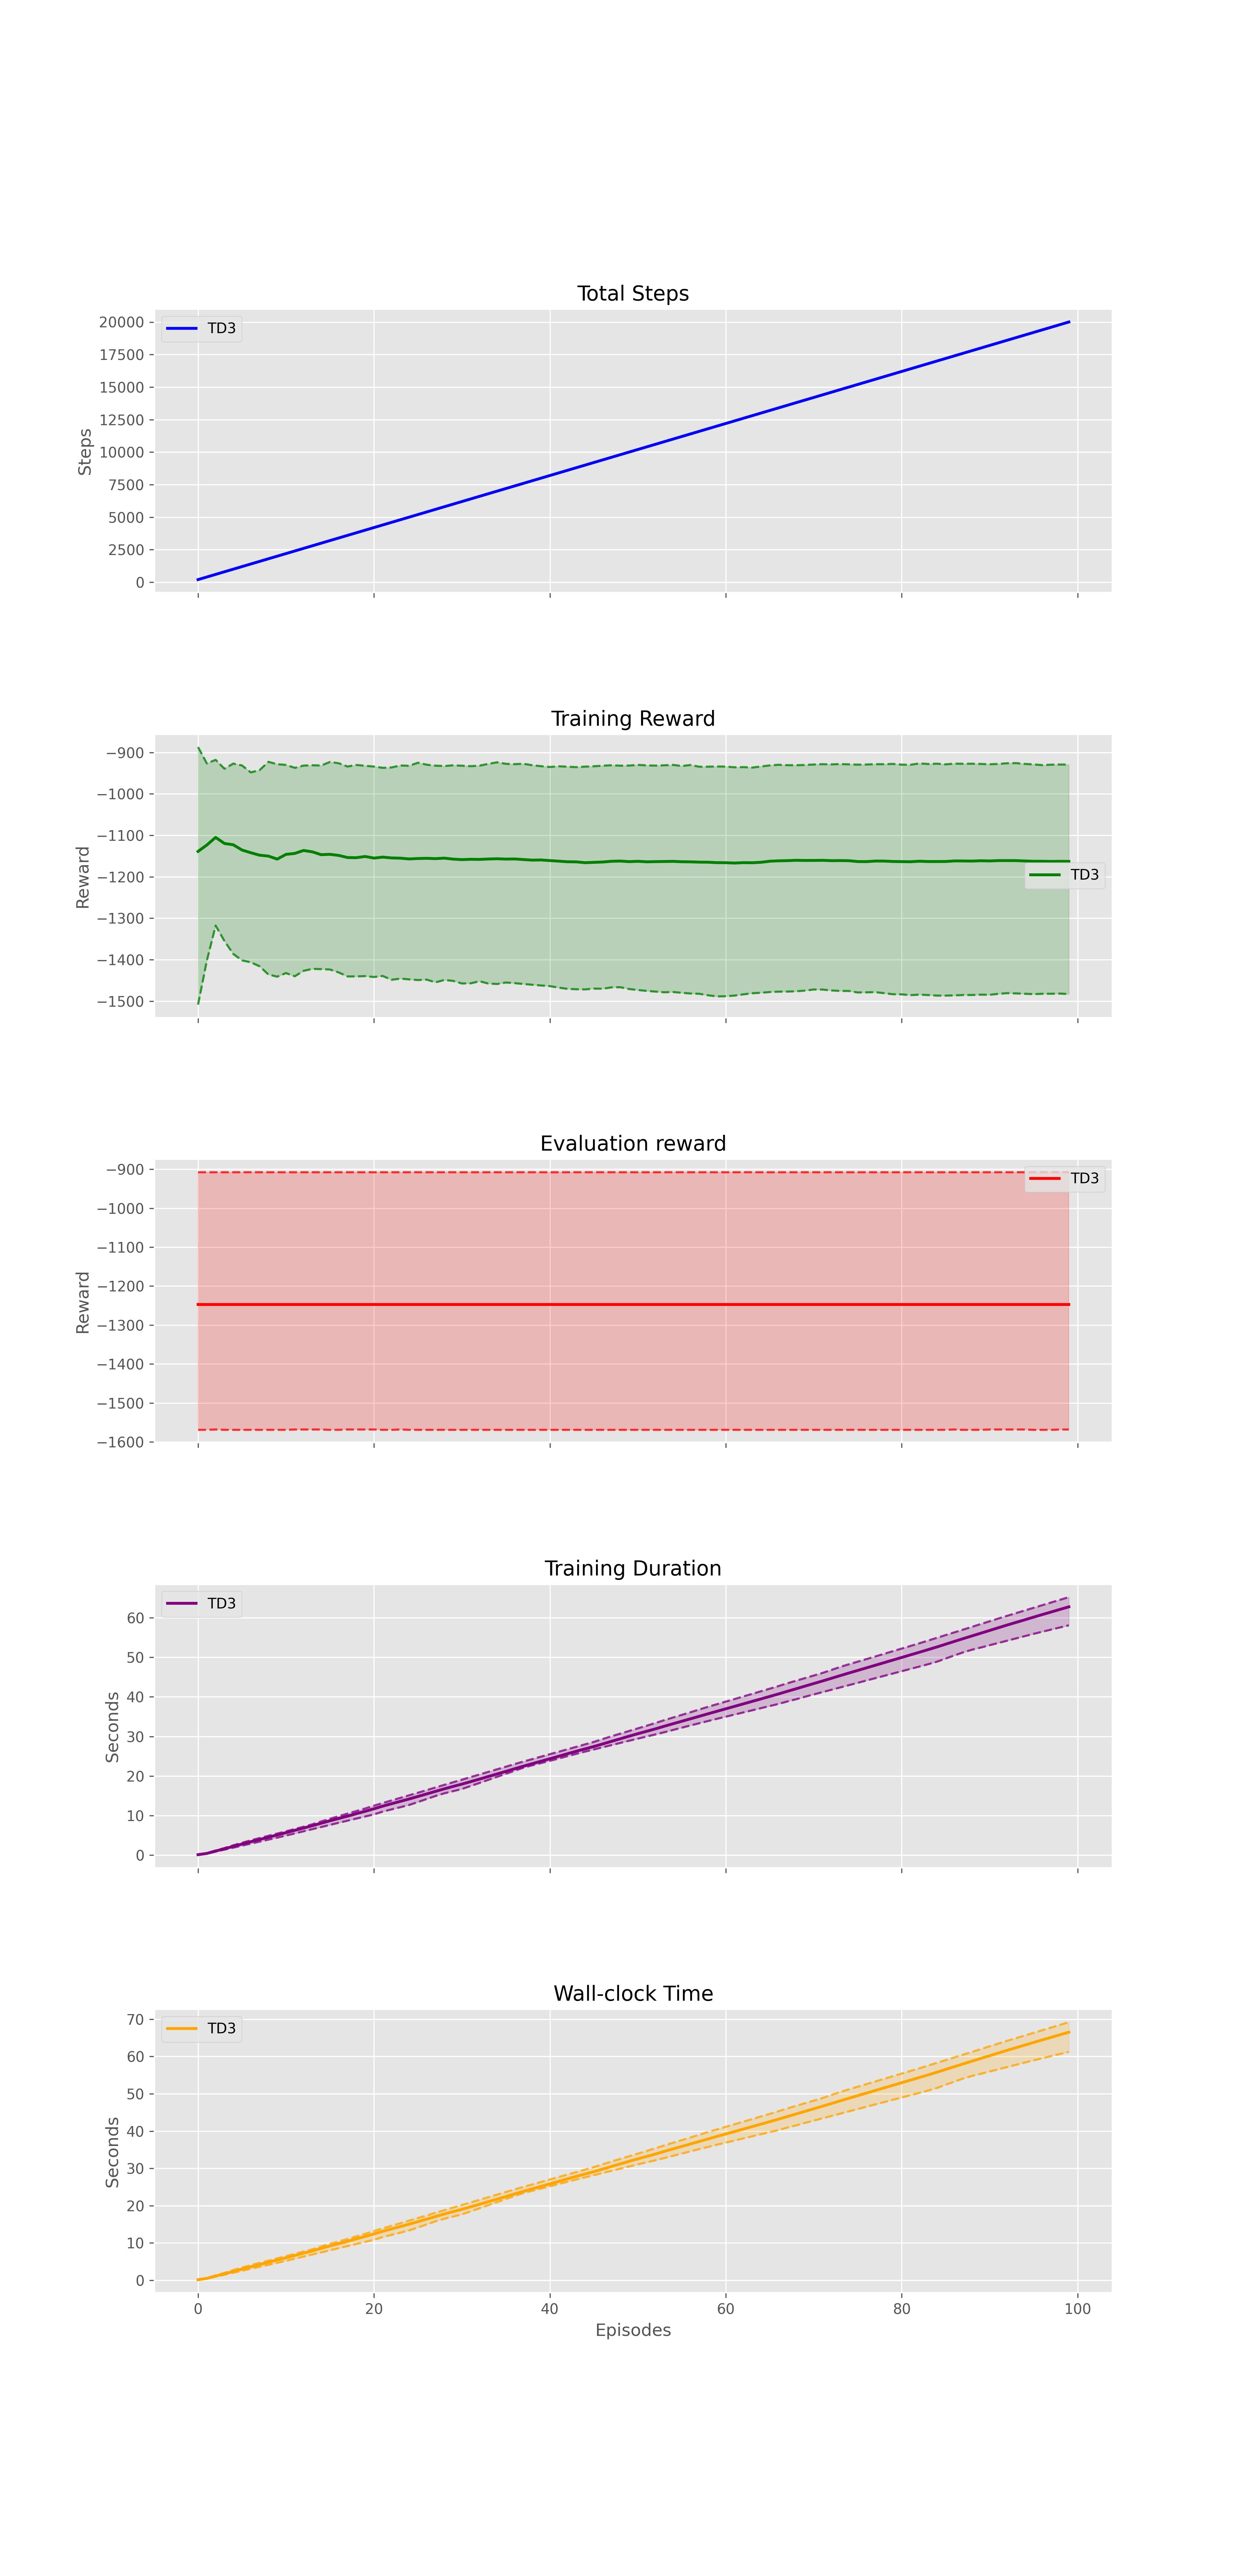 Total Steps
TD3
20000
17500
15000
12500
10000
7500
5000
2500
0
Steps
Training Reward
−900
−1000
−1100
−1200
−1300
−1400
−1500
Reward
TD3
Evaluation reward
−900
−1000
−1100
−1200
−1300
−1400
−1500
−1600
Reward
TD3
Training Duration
TD3
60
50
40
30
20
10
0
Seconds
Wall-clock Time
TD3
70
60
50
40
30
20
10
0
Seconds
0 20 40 60 80 100
Episodes